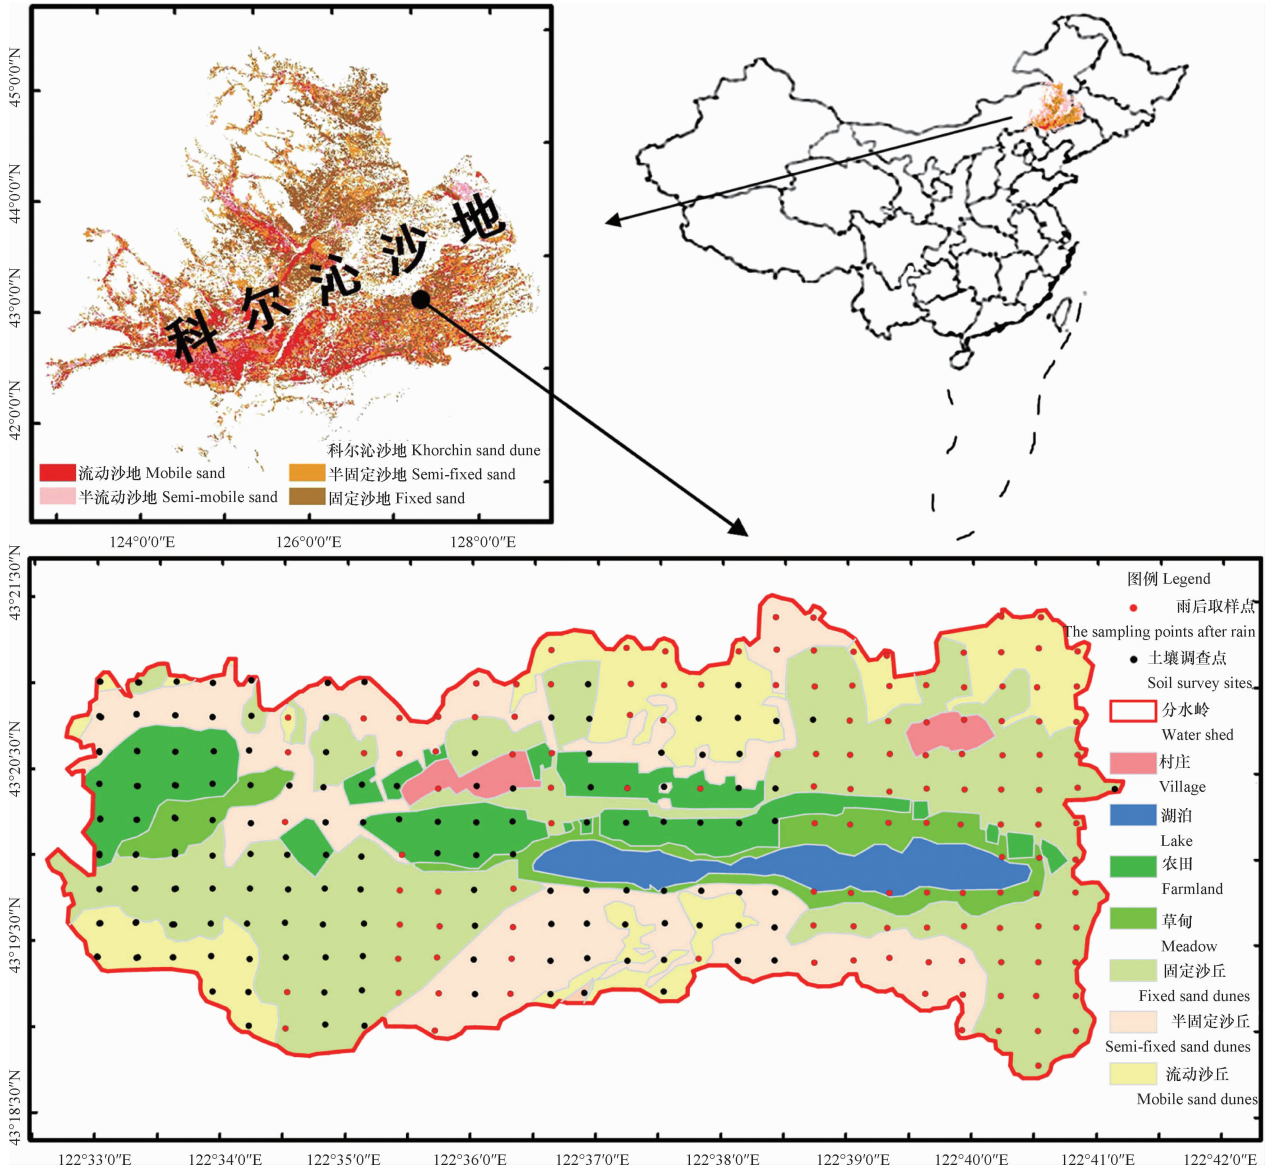 45°0′0″N
44°0′0″N
43°0′0″N
42°0′0″N
科尔沁沙地
科尔沁沙地 Khorchin sand dune
流动沙地 Mobile sand
半固定沙地 Semi-fixed sand
半流动沙地 Semi-mobile sand
固定沙地 Fixed sand
124°0′0″E
126°0′0″E
128°0′0″E
43°21′30″N
43°20′30″N
43°19′30″N
43°18′30″N
图例 Legend
雨后取样点
The sampling points after rain
土壤调查点
Soil survey sites
分水岭
Water shed
村庄
Village
湖泊
Lake
农田
Farmland
草甸
Meadow
固定沙丘
Fixed sand dunes
半固定沙丘
Semi-fixed sand dunes
流动沙丘
Mobile sand dunes
122°33′0″E
122°34′0″E
122°35′0″E
122°36′0″E
122°37′0″E
122°38′0″E
122°39′0″E
122°40′0″E
122°41′0″E
122°42′0″E